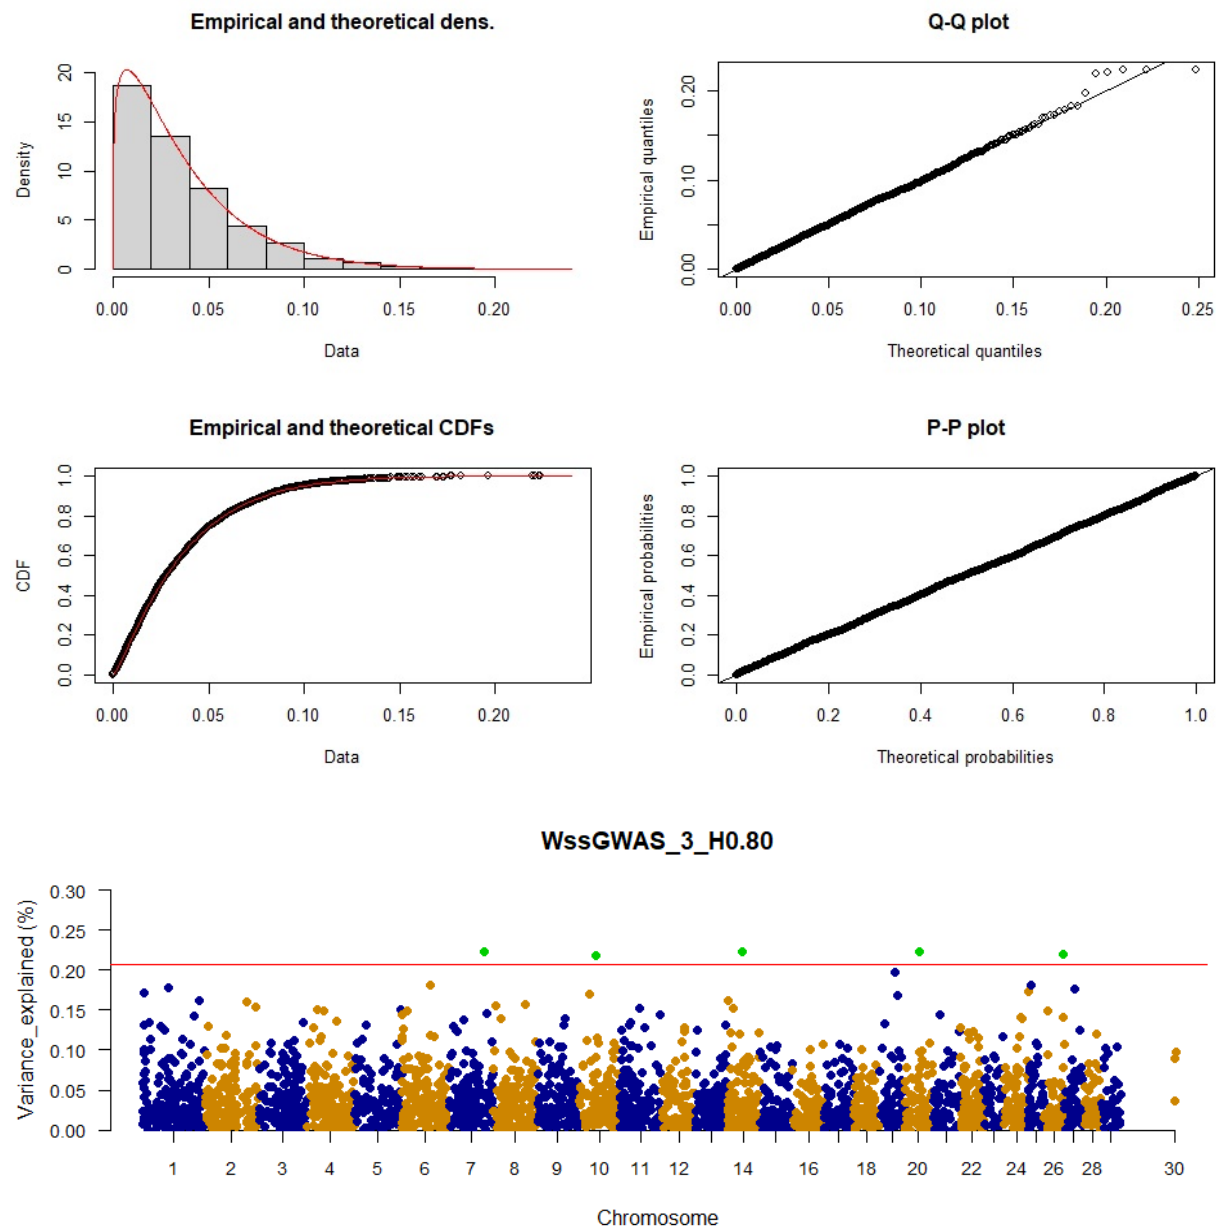 Empirical and theoretical dens.
Density
0 5 10 15 20
0.00 0.05 0.10 0.15 0.20
Data
Q-Q plot
Empirical quantiles
0.00 0.10 0.20
0.00 0.05 0.10 0.15 0.20 0.25
Theoretical quantiles
Empirical and theoretical CDFs
CDF
0.0 0.2 0.4 0.6 0.8 1.0
0.00 0.05 0.10 0.15 0.20
Data
P-P plot
Empirical probabilities
0.0 0.2 0.4 0.6 0.8 1.0
0.0 0.2 0.4 0.6 0.8 1.0
Theoretical probabilities
WssGWAS_3_H0.80
Variance_explained (%)
0.30
0.25
0.20
0.15
0.10
0.05
0.00
1 2 3 4 5 6 7 8 9 10 11 12 14 16 18 20 22 24 26 28 30
Chromosome